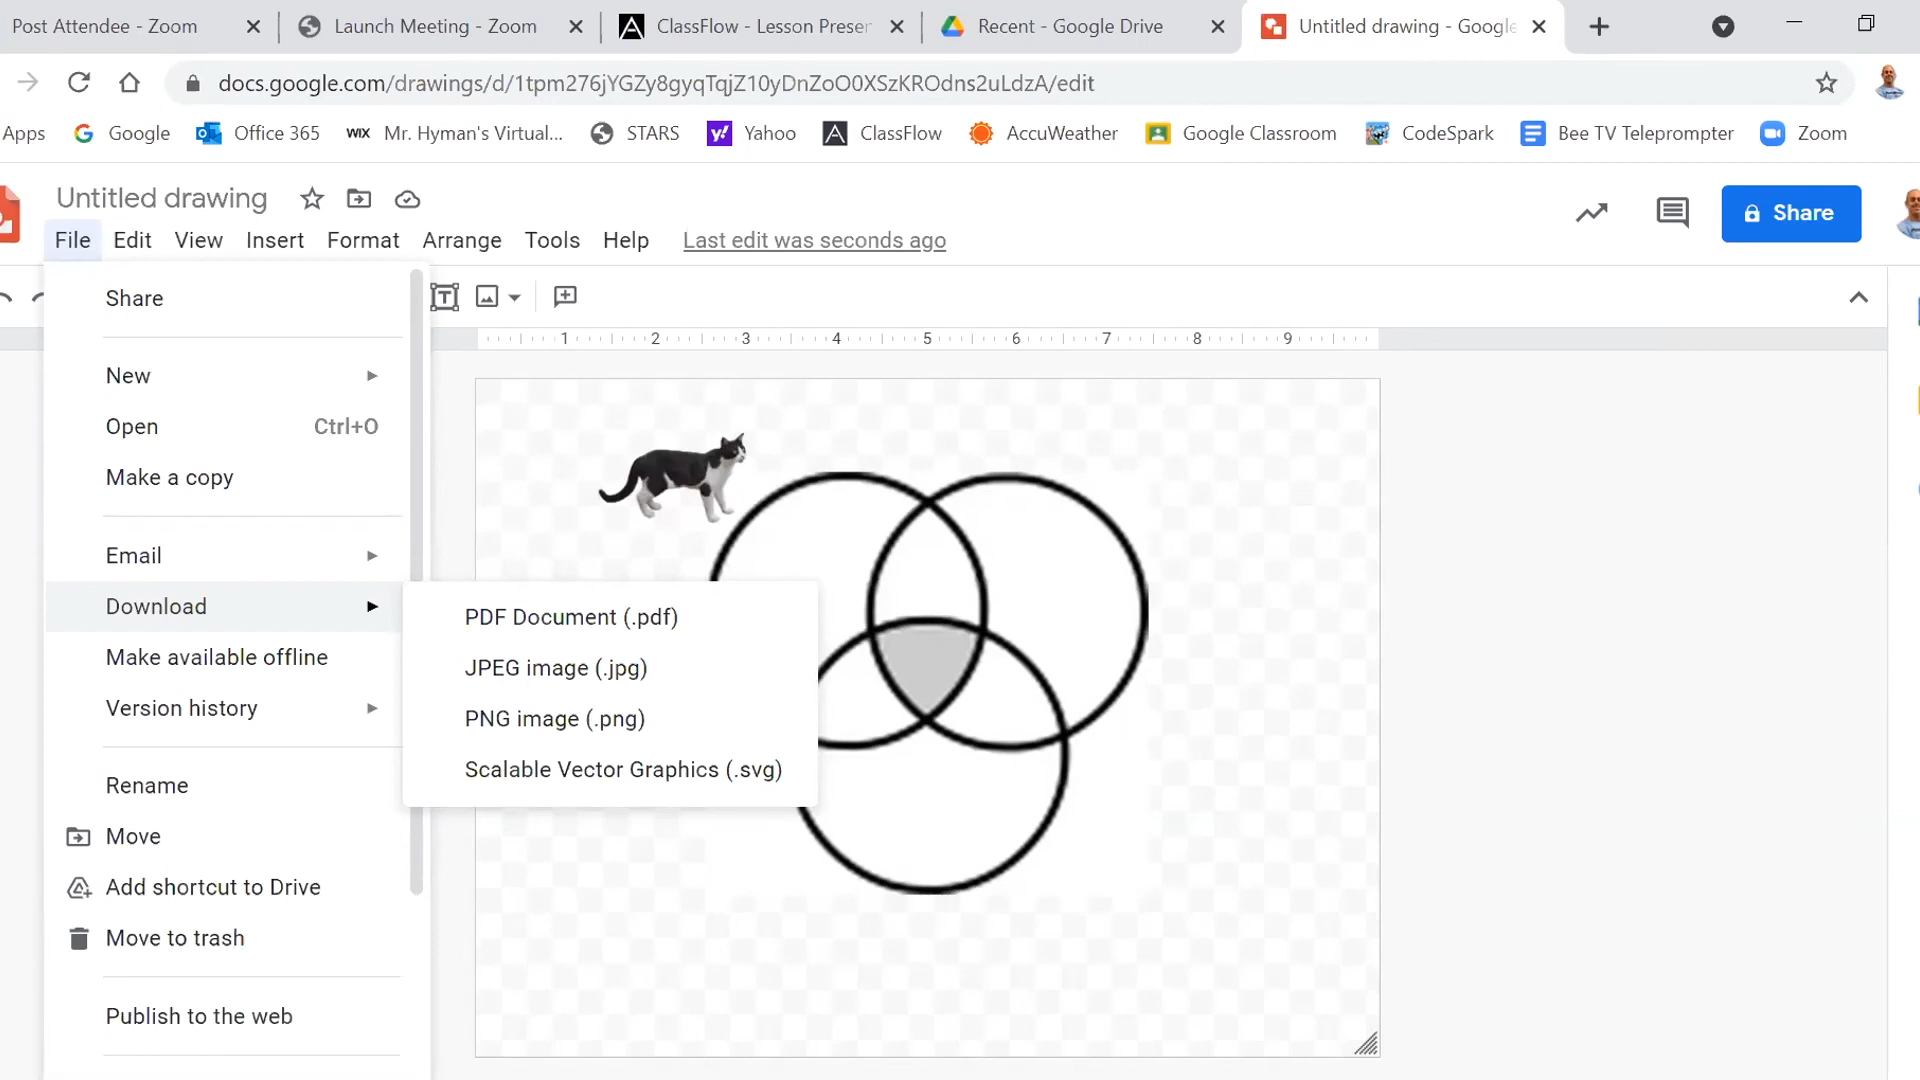 Post Attendee - Zoom
Launch Meeting - Zoom
ClassFlow - Lesson Presen
Recent - Google Drive
Untitled drawing - Google
docs.google.com/drawings/d/1tpm276jYGZy8gyqTqjZ10yDnZoO0XSzKROdns2uLdzA/edit
Apps
Google
Office 365
WIX Mr. Hyman's Virtual...
STARS
Yahoo
ClassFlow
AccuWeather
Google Classroom
CodeSpark
Bee TV Teleprompter
Zoom
Untitled drawing
Share
File Edit View Insert Format Arrange Tools Help Last edit was seconds ago
1 2 3 4 5 6 7 8 9
Share
New
Open Ctrl+O
Make a copy
Email
Download
Make available offline
Version history
Rename
Move
Add shortcut to Drive
Move to trash
Publish to the web
PDF Document (.pdf)
JPEG image (.jpg)
PNG image (.png)
Scalable Vector Graphics (.svg)